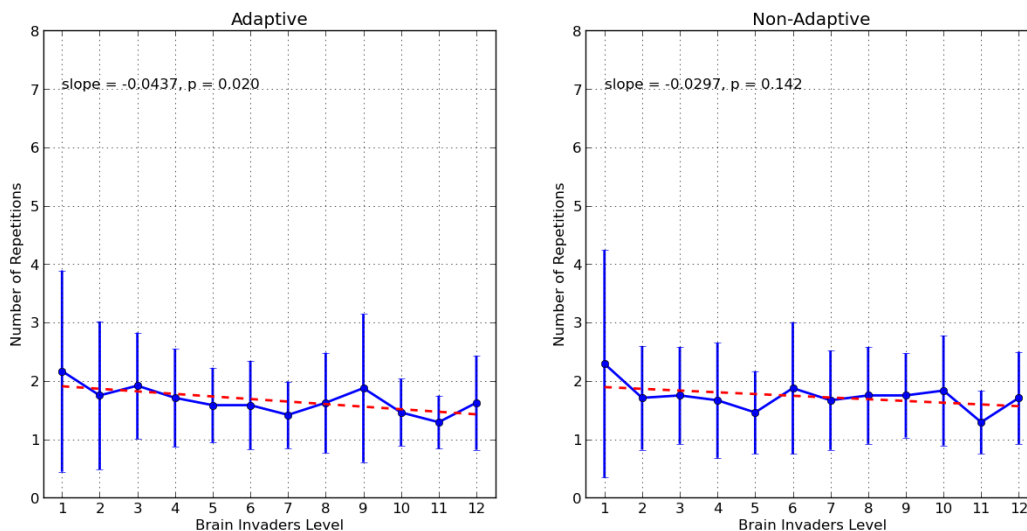 Adaptive
8
7
6
5
4
3
2
1
0
Number of Repetitions
slope = -0.0437, p = 0.020
1 2 3 4 5 6 7 8 9 10 11 12
Brain Invaders Level
Non-Adaptive
8
7
6
5
4
3
2
1
0
Number of Repetitions
slope = -0.0297, p = 0.142
1 2 3 4 5 6 7 8 9 10 11 12
Brain Invaders Level